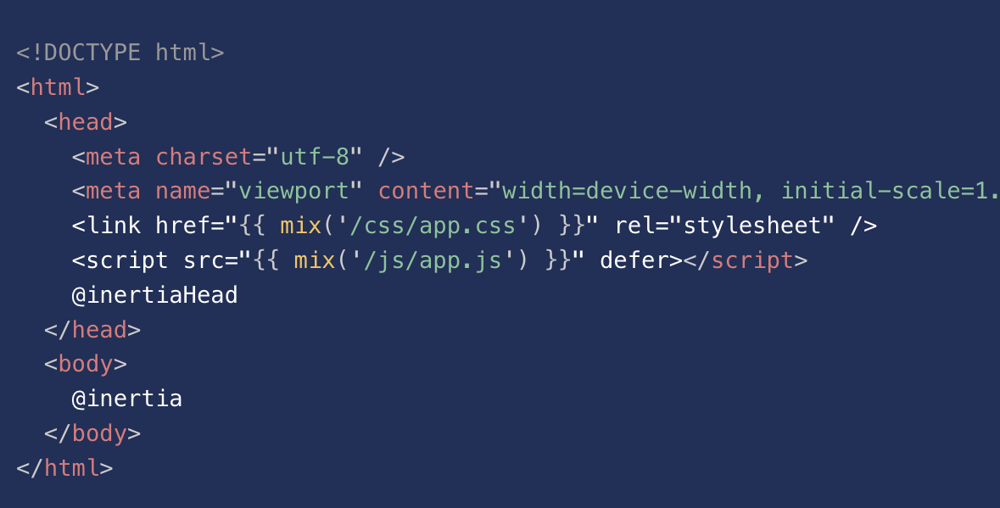 <!DOCTYPE html>
<html>
  <head>
    <meta charset="utf-8" />
    <meta name="viewport" content="width=device-width, initial-scale=1.
    <link href="{{ mix('/css/app.css') }}" rel="stylesheet" />
    <script src="{{ mix('/js/app.js') }}" defer></script>
    @inertiaHead
  </head>
  <body>
    @inertia
  </body>
</html>